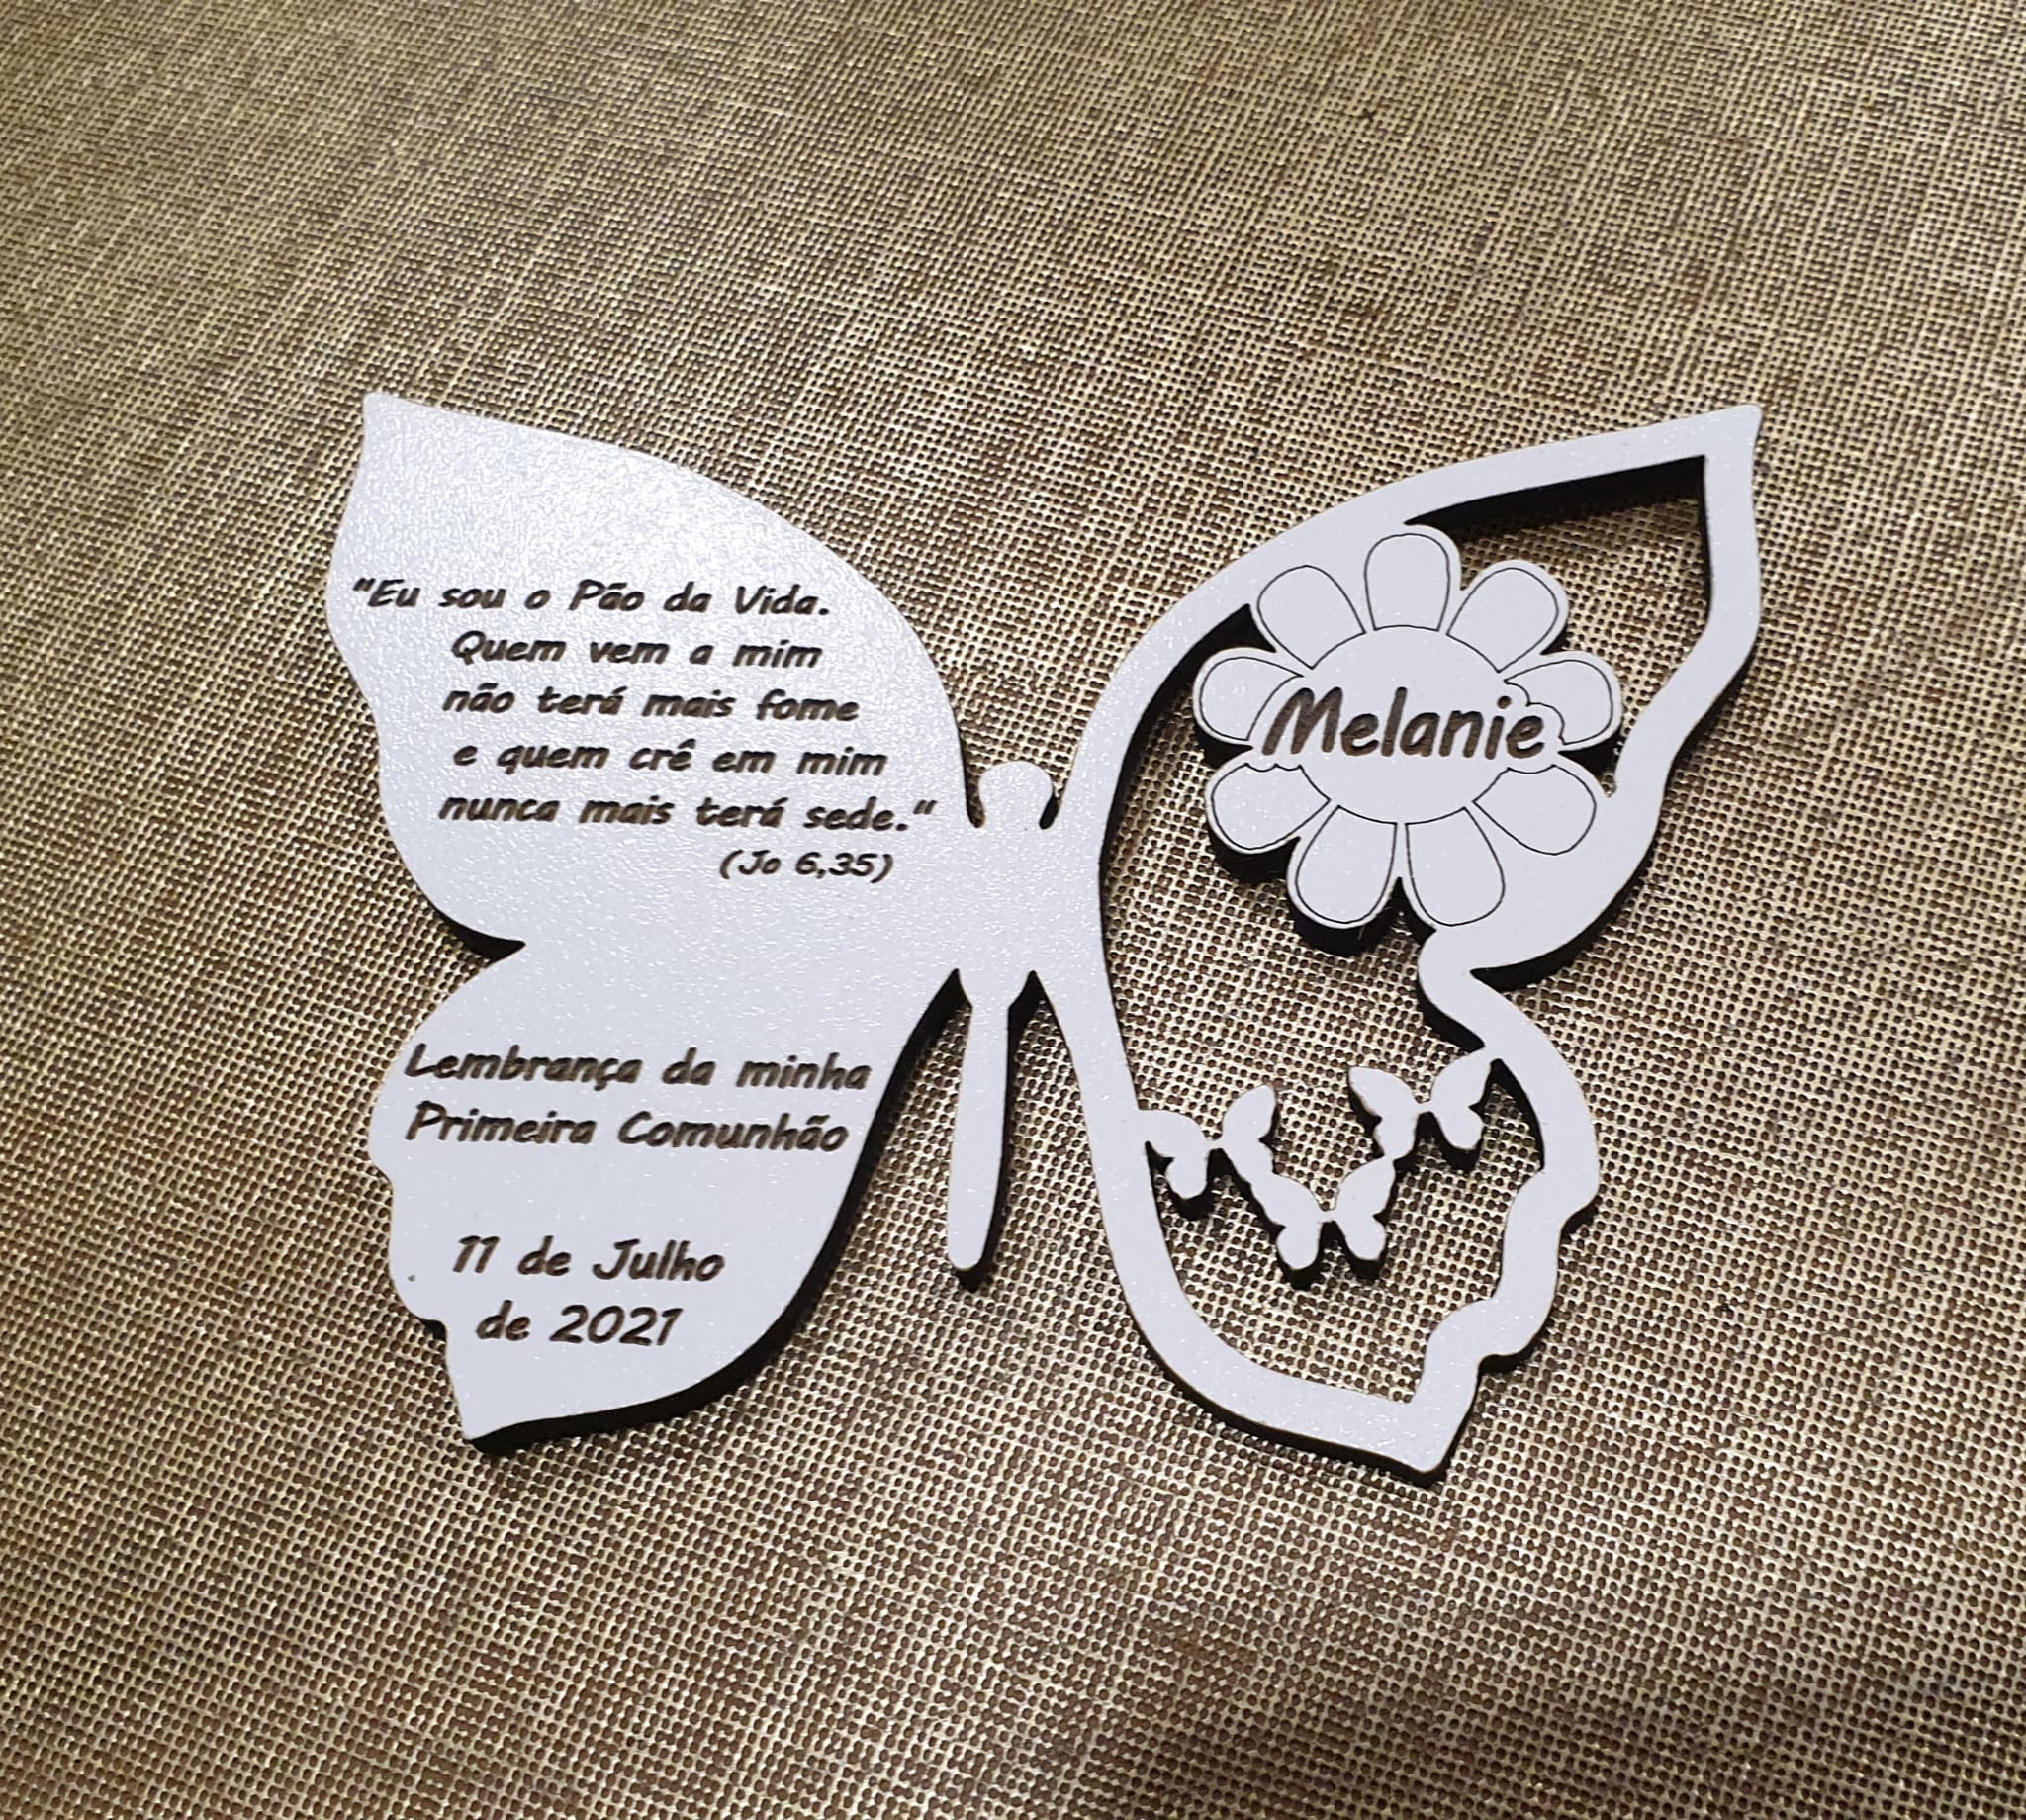 "Eu sou o Pão da Vida.
Quem vem a mim
não terá mais fome
e quem crê em mim
nunca mais terá sede."
(Jo 6,35)
Lembrança da minha
Primeira Comunhão
11 de Julho
de 2021
Melanie